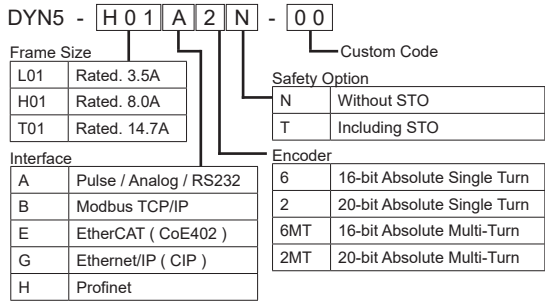 DYN5 - H01 A 2 N - 00
Custom Code
Frame Size
L01 Rated. 3.5A
H01 Rated. 8.0A
T01 Rated. 14.7A
Safety Option
N Without STO
T Including STO
Interface
A Pulse / Analog / RS232
B Modbus TCP/IP
E EtherCAT ( CoE402 )
G Ethernet/IP ( CIP )
H Profinet
Encoder
6 16-bit Absolute Single Turn
2 20-bit Absolute Single Turn
6MT 16-bit Absolute Multi-Turn
2MT 20-bit Absolute Multi-Turn